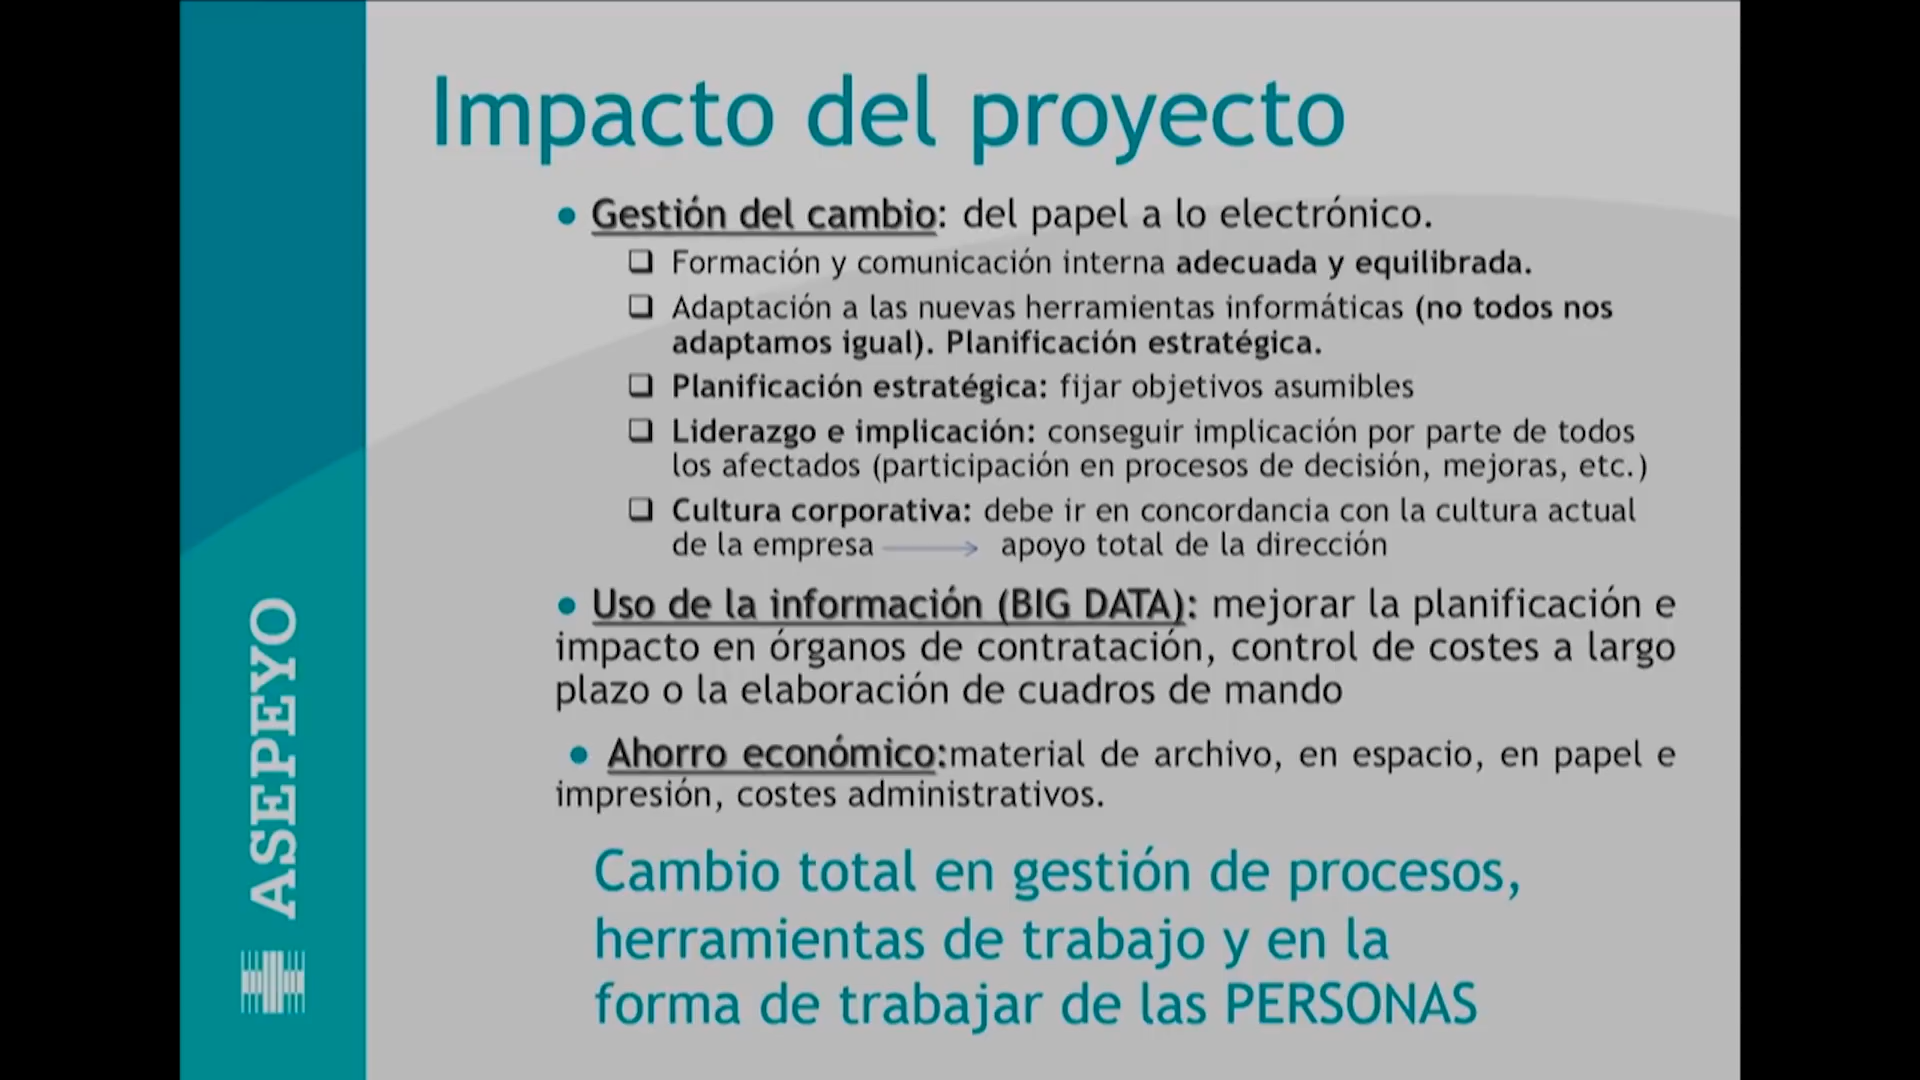 Impacto del proyecto
● Gestión del cambio: del papel a lo electrónico.
❑ Formación y comunicación interna adecuada y equilibrada.
❑ Adaptación a las nuevas herramientas informáticas (no todos nos
adaptamos igual). Planificación estratégica.
❑ Planificación estratégica: fijar objetivos asumibles
❑ Liderazgo e implicación: conseguir implicación por parte de todos
los afectados (participación en procesos de decisión, mejoras, etc.)
❑ Cultura corporativa: debe ir en concordancia con la cultura actual
de la empresa → apoyo total de la dirección
● Uso de la información (BIG DATA): mejorar la planificación e
impacto en órganos de contratación, control de costes a largo
plazo o la elaboración de cuadros de mando
● Ahorro económico:material de archivo, en espacio, en papel e
impresión, costes administrativos.
Cambio total en gestión de procesos,
herramientas de trabajo y en la
forma de trabajar de las PERSONAS
ASEPEYO